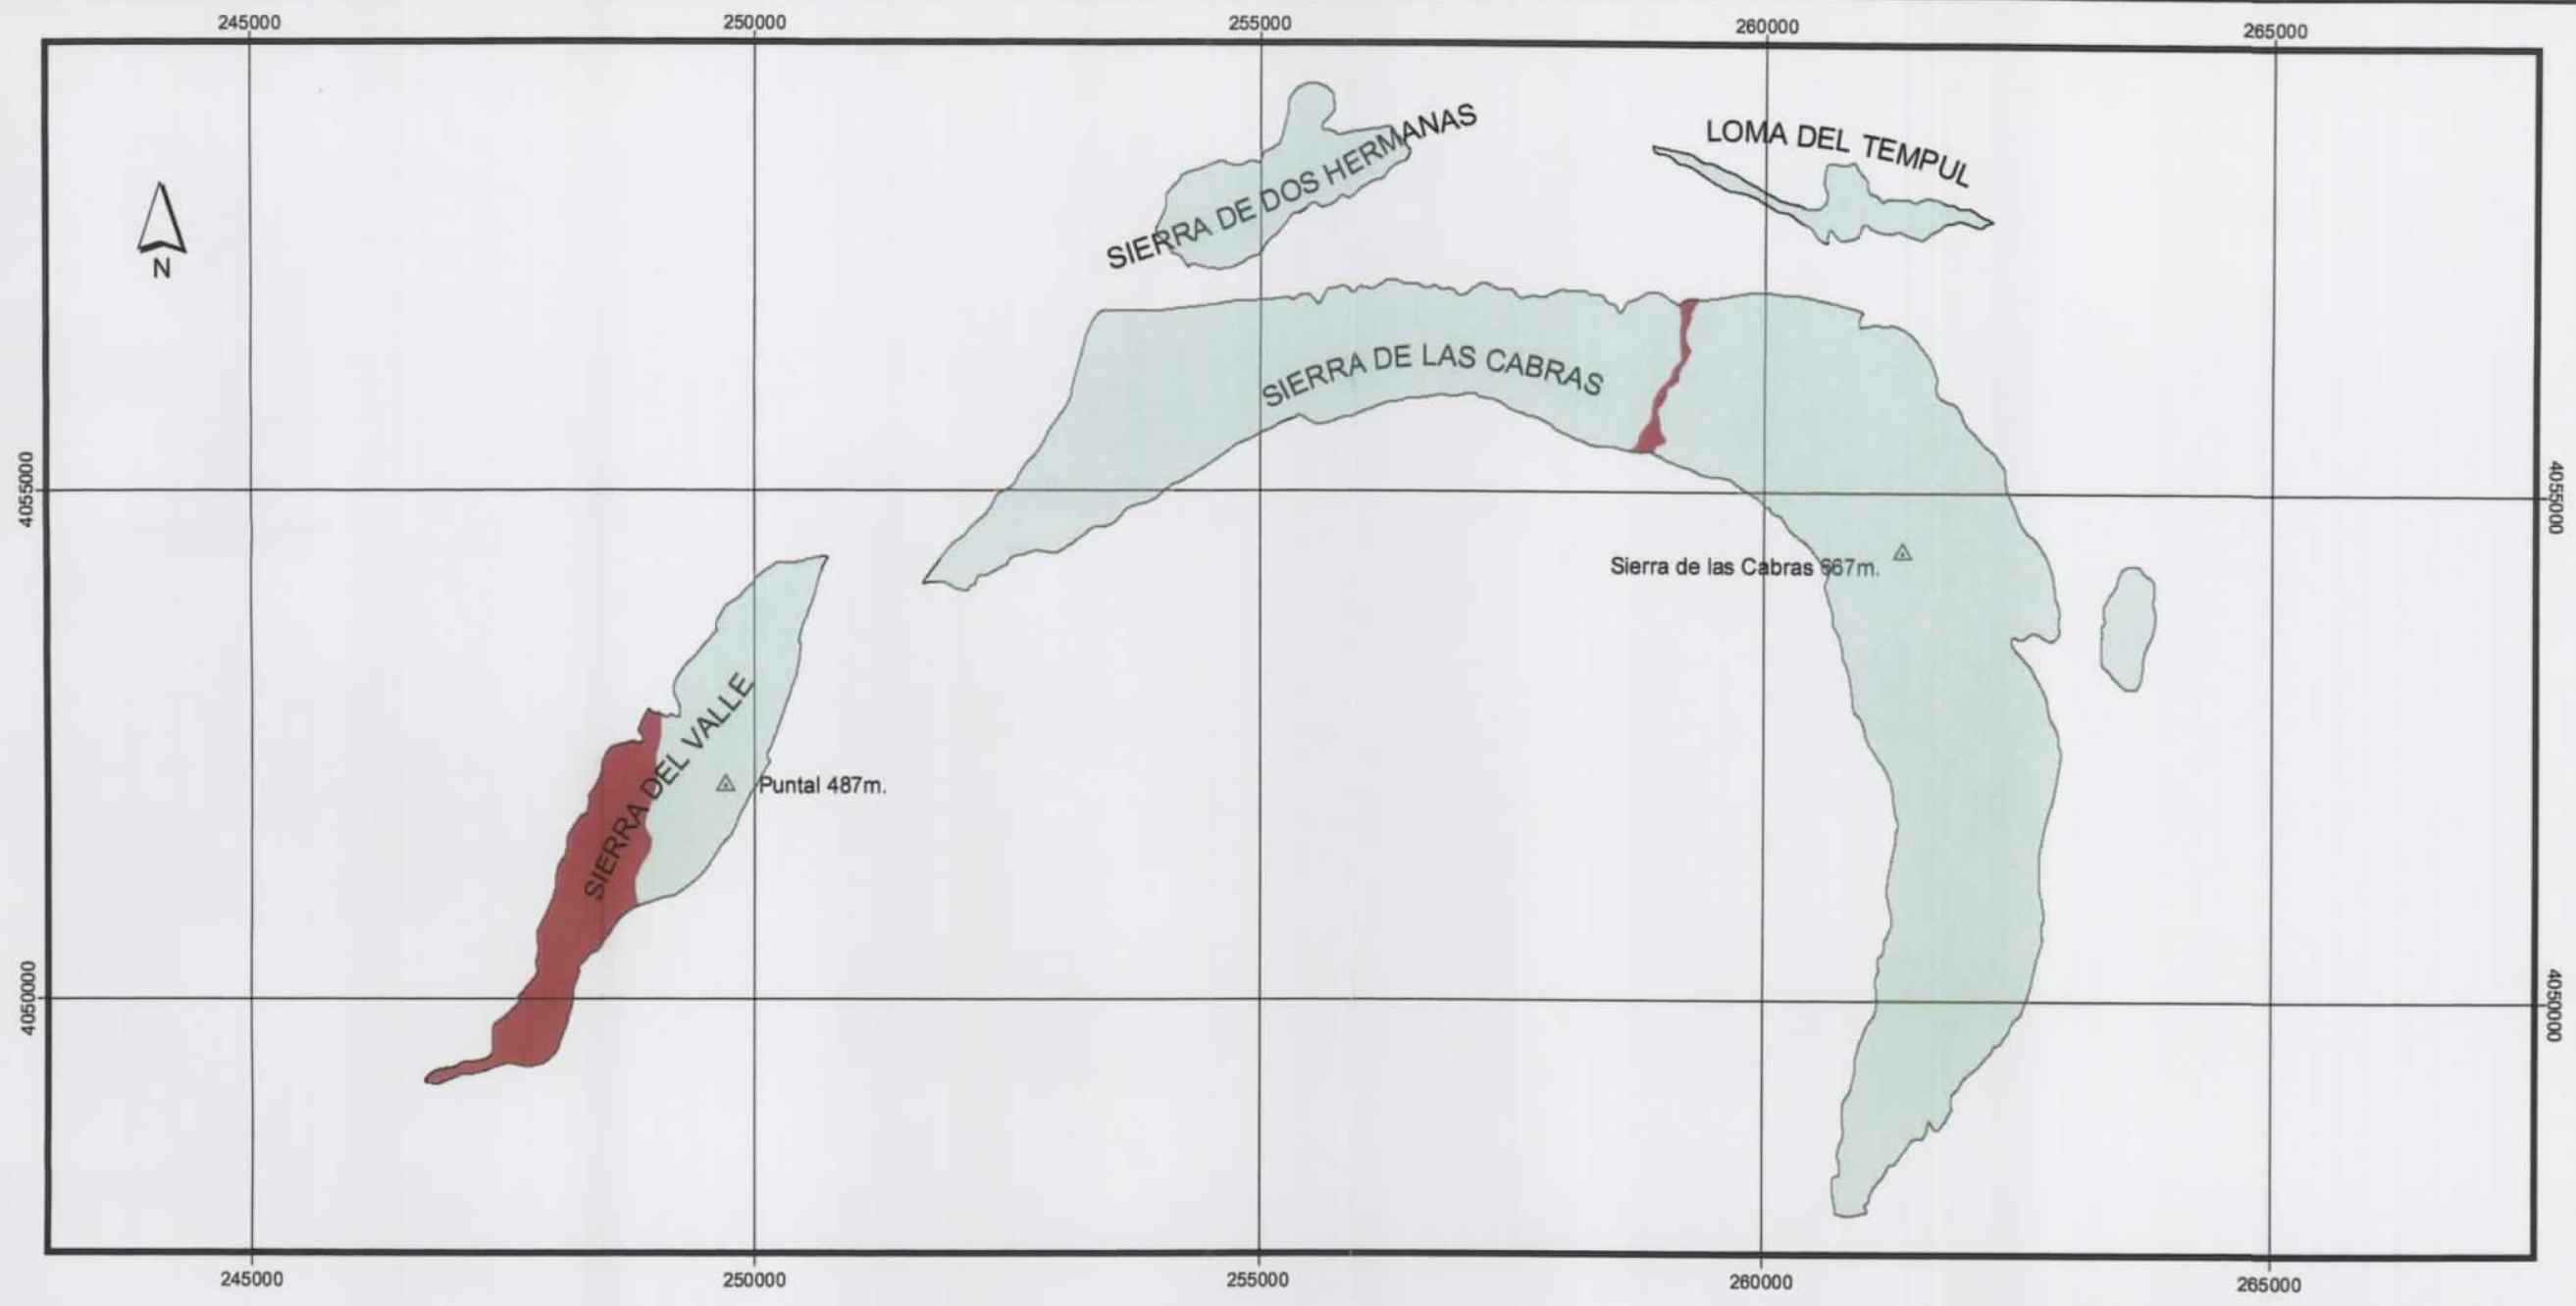 245000 250000 255000 260000 265000
SIERRA DE DOS HERMANAS
LOMA DEL TEMPUL
N
SIERRA DE LAS CABRAS
4055000 4055000
Sierra de las Cabras 667m.
SIERRA DEL VALLE
Puntal 487m.
4050000 4050000
245000 250000 255000 260000 265000